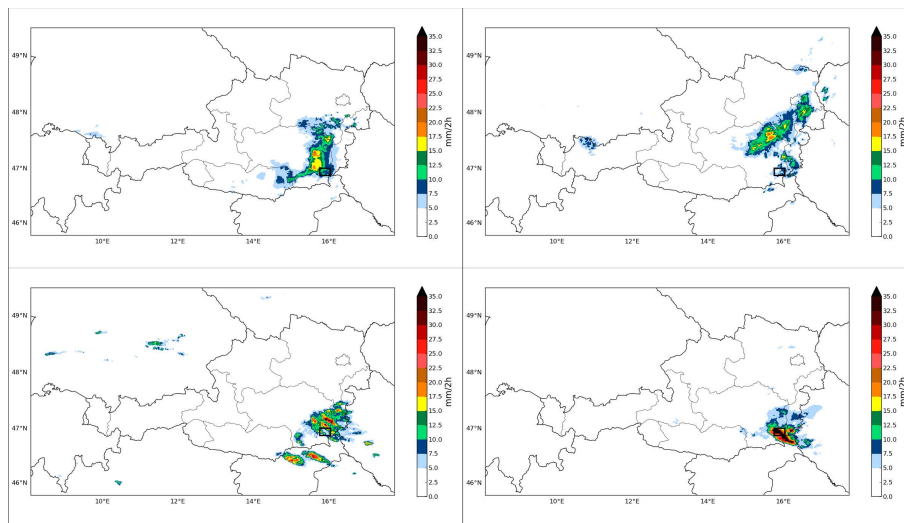 49°N
48°N
47°N
46°N
10°E
12°E
14°E
16°E
35.0
32.5
30.0
27.5
25.0
22.5
20.0
17.5
15.0
12.5
10.0
7.5
5.0
2.5
0.0
mm/2h
49°N
48°N
47°N
46°N
10°E
12°E
14°E
16°E
35.0
32.5
30.0
27.5
25.0
22.5
20.0
17.5
15.0
12.5
10.0
7.5
5.0
2.5
0.0
mm/2h
49°N
48°N
47°N
46°N
10°E
12°E
14°E
16°E
35.0
32.5
30.0
27.5
25.0
22.5
20.0
17.5
15.0
12.5
10.0
7.5
5.0
2.5
0.0
mm/2h
49°N
48°N
47°N
46°N
10°E
12°E
14°E
16°E
35.0
32.5
30.0
27.5
25.0
22.5
20.0
17.5
15.0
12.5
10.0
7.5
5.0
2.5
0.0
mm/2h